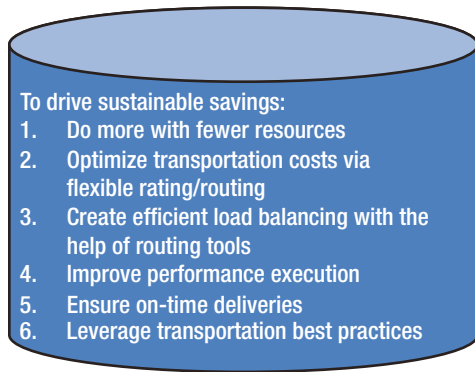 To drive sustainable savings:
1. Do more with fewer resources
2. Optimize transportation costs via
flexible rating/routing
3. Create efficient load balancing with the
help of routing tools
4. Improve performance execution
5. Ensure on-time deliveries
6. Leverage transportation best practices